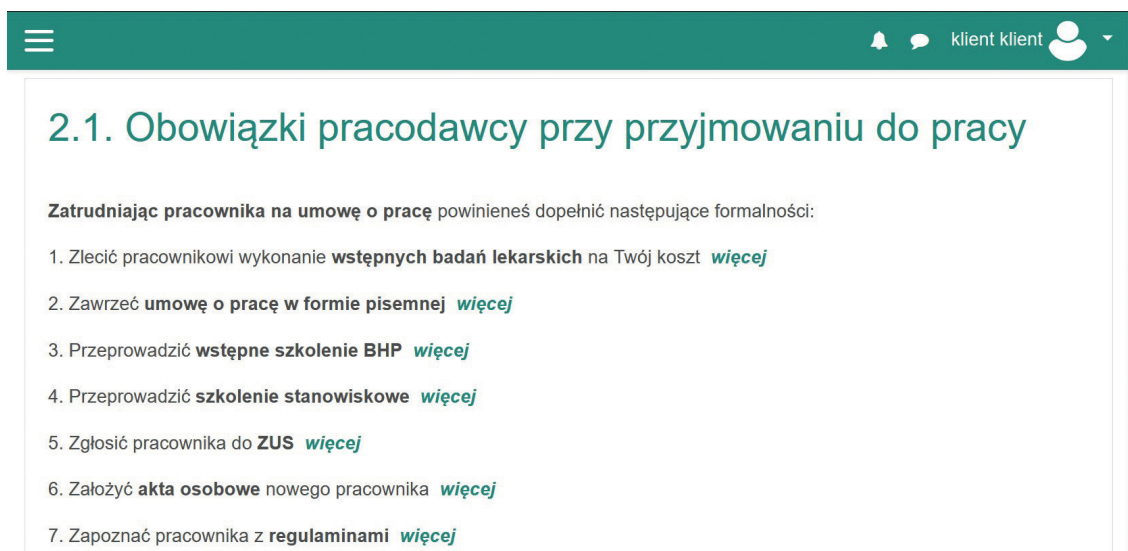 klient klient
2.1. Obowiązki pracodawcy przy przyjmowaniu do pracy
Zatrudniając pracownika na umowę o pracę powinieneś dopełnić następujące formalności:
1. Zlecić pracownikowi wykonanie wstępnych badań lekarskich na Twój koszt więcej
2. Zawrzeć umowę o pracę w formie pisemnej więcej
3. Przeprowadzić wstępne szkolenie BHP więcej
4. Przeprowadzić szkolenie stanowiskowe więcej
5. Zgłosić pracownika do ZUS więcej
6. Założyć akta osobowe nowego pracownika więcej
7. Zapoznać pracownika z regulaminami więcej